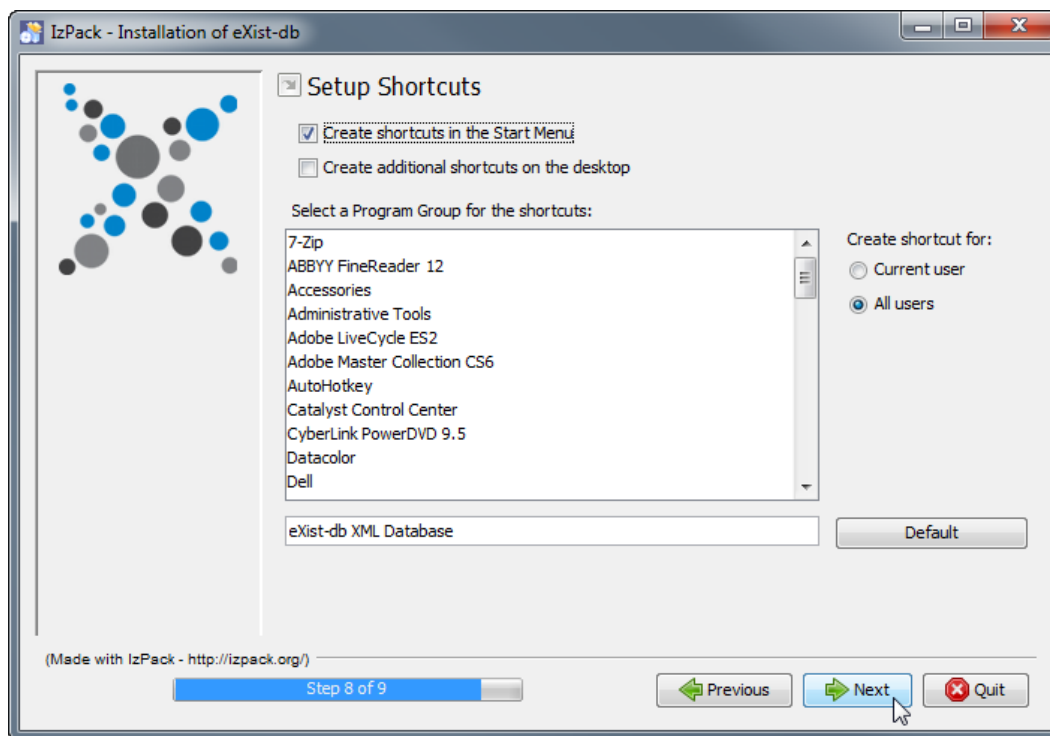 IzPack - Installation of eXist-db
Setup Shortcuts
Create shortcuts in the Start Menu
Create additional shortcuts on the desktop
Select a Program Group for the shortcuts:
7-Zip
ABBYY FineReader 12
Accessories
Administrative Tools
Adobe LiveCycle ES2
Adobe Master Collection CS6
AutoHotkey
Catalyst Control Center
CyberLink PowerDVD 9.5
Datacolor
Dell
Create shortcut for:
Current user
All users
eXist-db XML Database
Default
(Made with IzPack - http://izpack.org/)
Step 8 of 9
Previous
Next
Quit